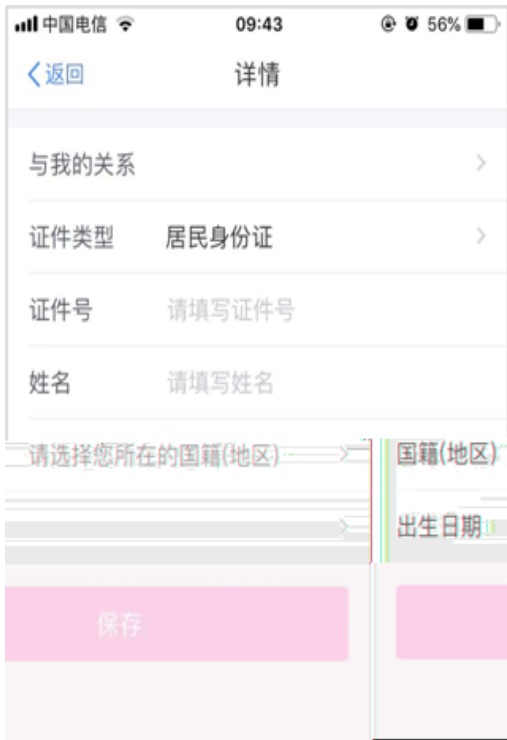 中国电信 09:43 56%
返回 详情
与我的关系
证件类型 居民身份证
证件号 请填写证件号
姓名 请填写姓名
请选择您所在的国籍(地区) 国籍(地区)
出生日期
保存